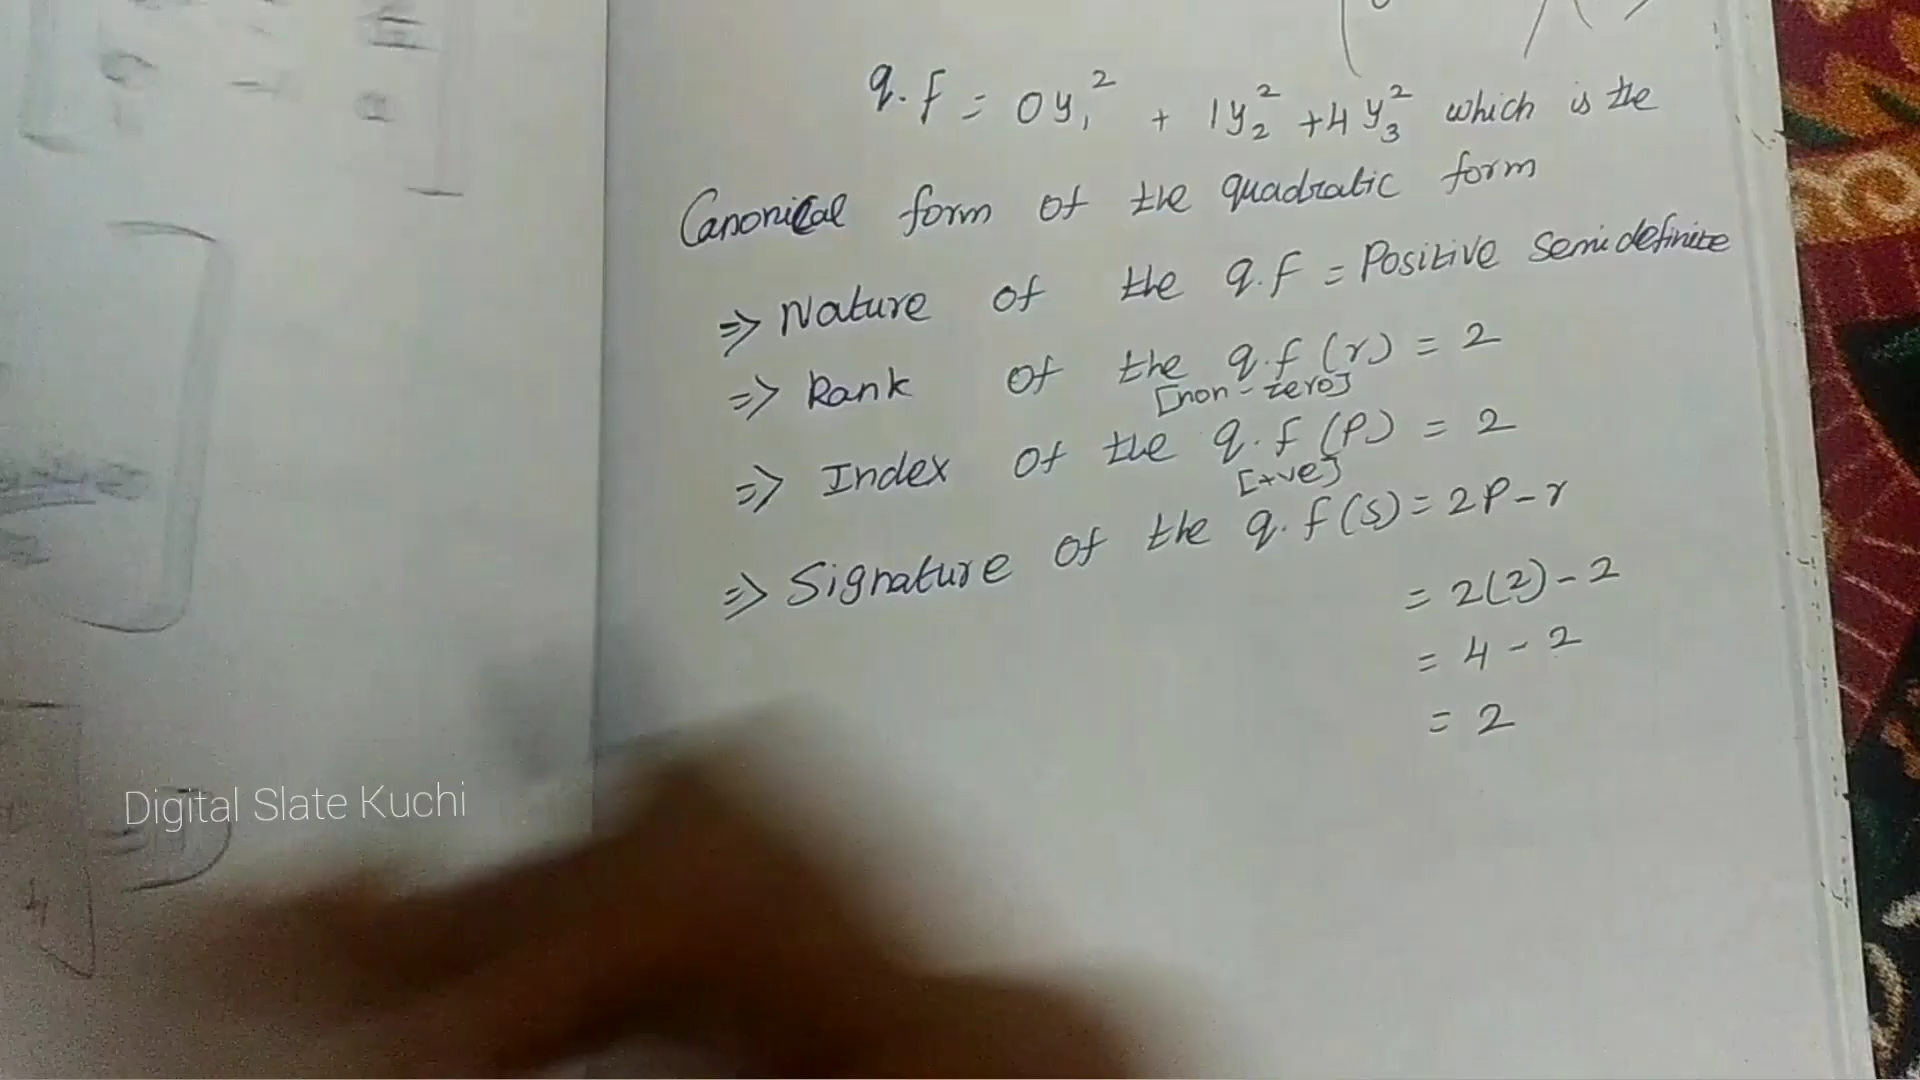 q.f = 0y₁² + 1y₂² + 4y₃² which is the
Canonical form of the quadratic form
⇒ Nature of the q.f = Positive Semidefinite
⇒ Rank of the q.f (r) = 2
[non-zero]
⇒ Index of the q.f (P) = 2
[+ve]
⇒ Signature of the q.f (s) = 2P-r
= 2(2)-2
= 4-2
= 2
Digital Slate Kuchi